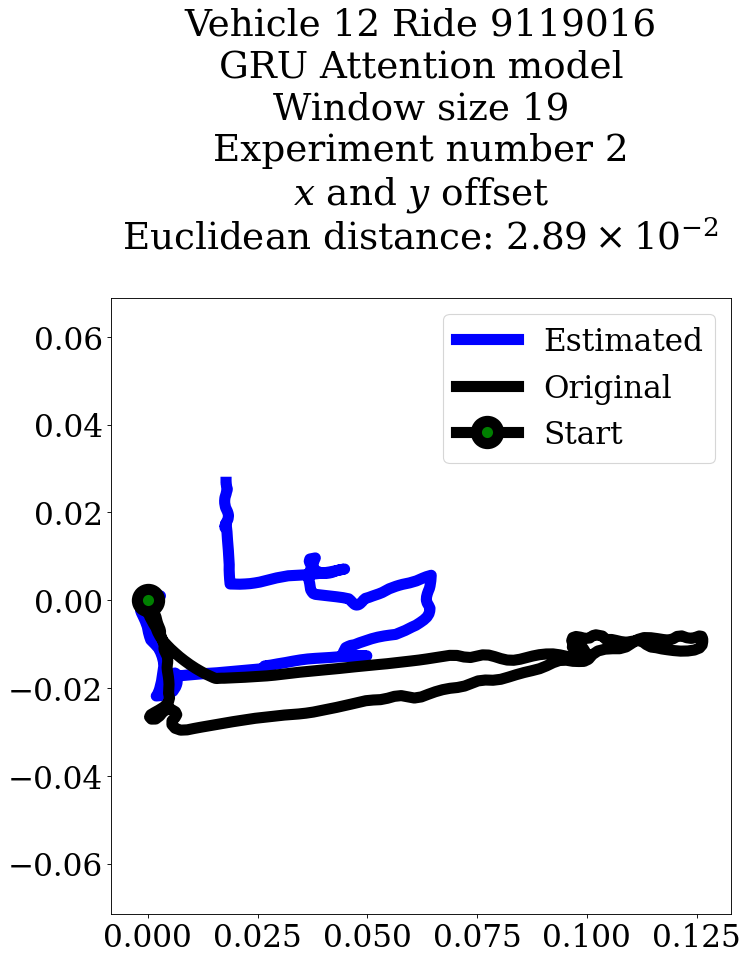 Vehicle 12 Ride 9119016
GRU Attention model
Window size 19
Experiment number 2
x and y offset
Euclidean distance: 2.89 × 10⁻²
Estimated
Original
Start
0.06
0.04
0.02
0.00
−0.02
−0.04
−0.06
0.000 0.025 0.050 0.075 0.100 0.125